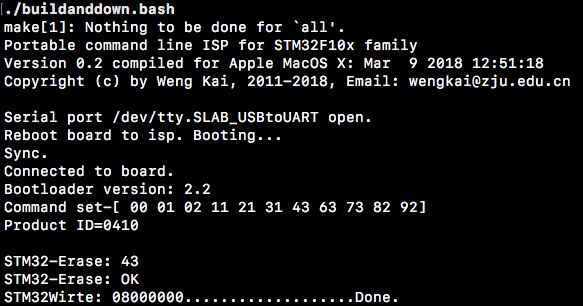 ./buildanddown.bash
make[1]: Nothing to be done for `all'.
Portable command line ISP for STM32F10x family
Version 0.2 compiled for Apple MacOS X: Mar  9 2018 12:51:18
Copyright (c) by Weng Kai, 2011-2018, Email: wengkai@zju.edu.cn
Serial port /dev/tty.SLAB_USBtoUART open.
Reboot board to isp. Booting...
Sync.
Connected to board.
Bootloader version: 2.2
Command set-[ 00 01 02 11 21 31 43 63 73 82 92]
Product ID=0410
STM32-Erase: 43
STM32-Erase: OK
STM32Wirte: 08000000...................Done.